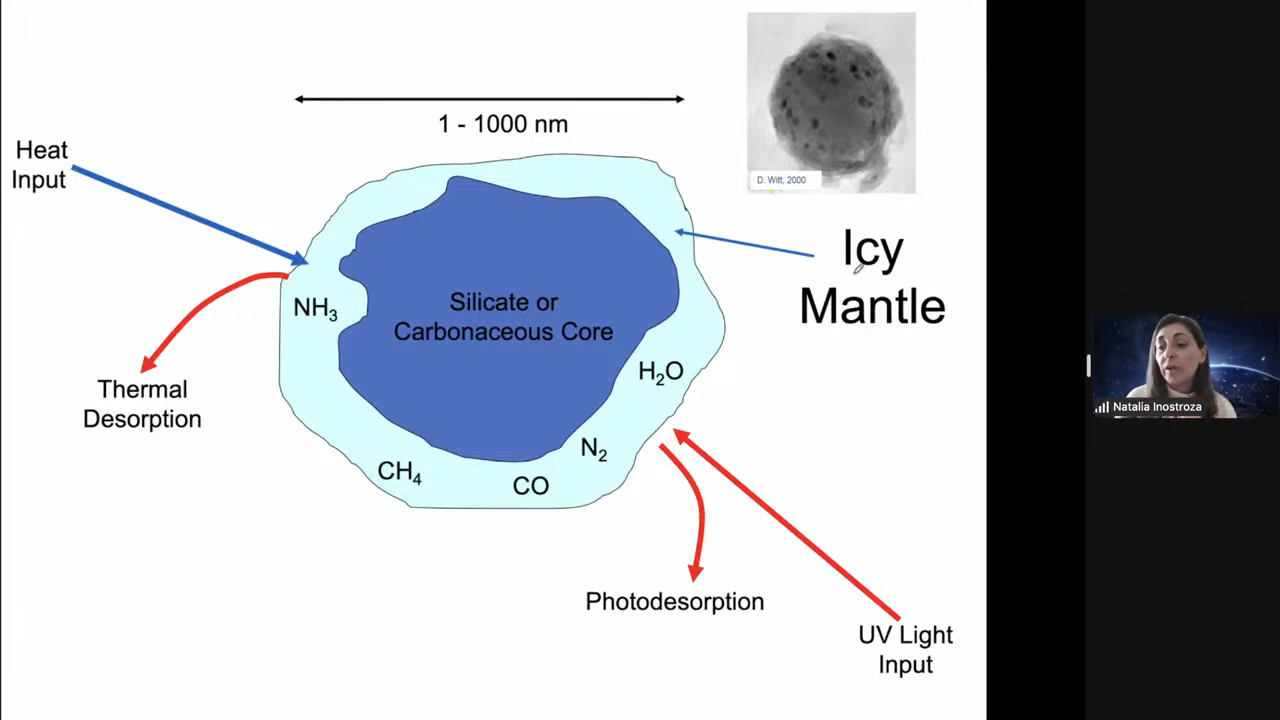 1 - 1000 nm
D. Witt, 2000
Heat
Input
Icy
Mantle
NH₃
Silicate or
Carbonaceous Core
H₂O
Thermal
Desorption
N₂
CH₄
CO
Photodesorption
UV Light
Input
Natalia Inostroza